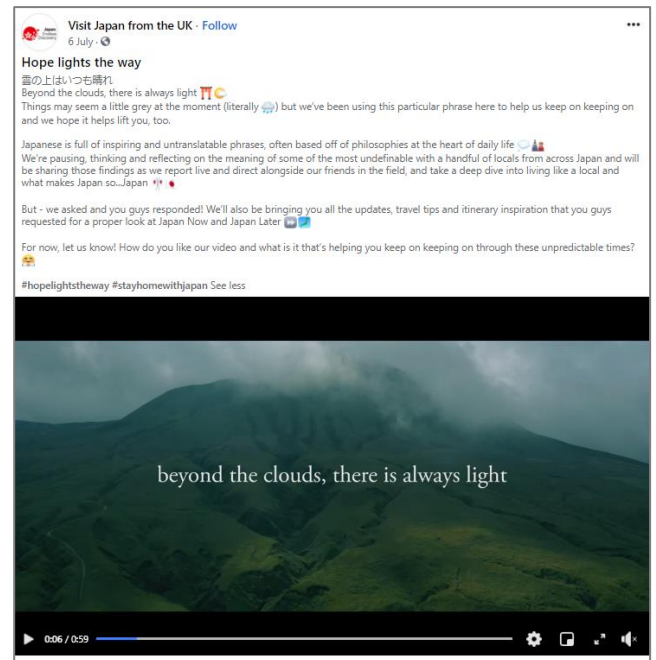 Japan
Endless
Discovery.
Visit Japan from the UK · Follow
6 July ·
Hope lights the way
雲の上はいつも晴れ
Beyond the clouds, there is always light ⛩️🌙
Things may seem a little grey at the moment (literally 🌧️) but we've been using this particular phrase here to help us keep on keeping on
and we hope it helps lift you, too.
Japanese is full of inspiring and untranslatable phrases, often based off of philosophies at the heart of daily life 💭🎎
We're pausing, thinking and reflecting on the meaning of some of the most undefinable with a handful of locals from across Japan and will
be sharing those findings as we report live and direct alongside our friends in the field, and take a deep dive into living like a local and
what makes Japan so...Japan 🎌
But - we asked and you guys responded! We'll also be bringing you all the updates, travel tips and itinerary inspiration that you guys
requested for a proper look at Japan Now and Japan Later ⏩🗾
For now, let us know! How do you like our video and what is it that's helping you keep on keeping on through these unpredictable times?
🤗
#hopelightstheway #stayhomewithjapan See less
beyond the clouds, there is always light
0:06 / 0:59